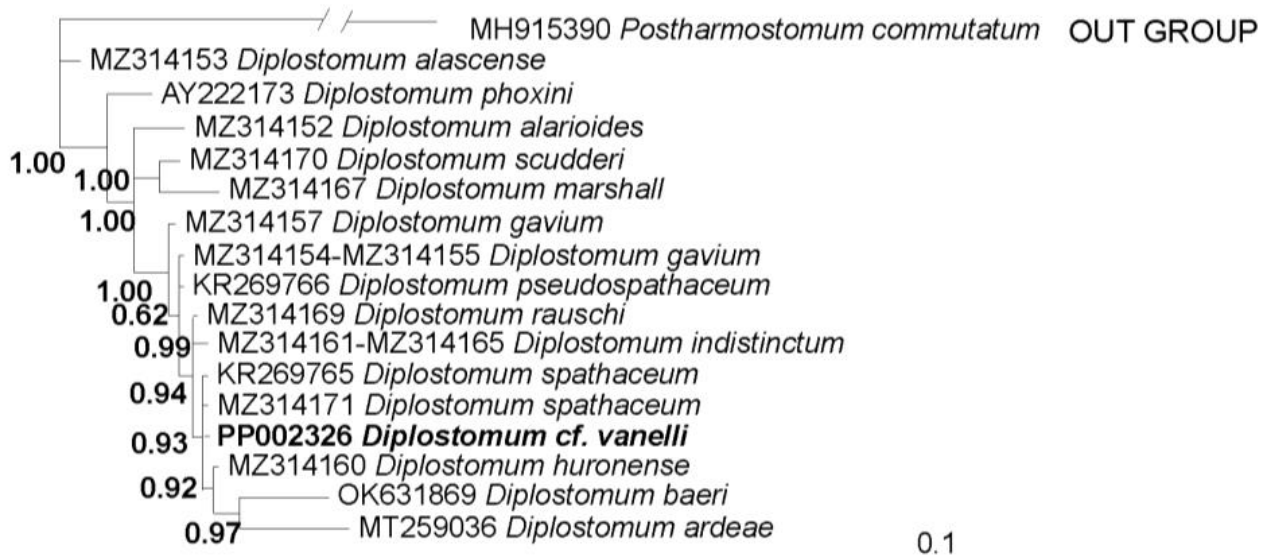 MH915390 Postharmostomum commutatum OUT GROUP
MZ314153 Diplostomum alascense
AY222173 Diplostomum phoxini
MZ314152 Diplostomum alarioides
MZ314170 Diplostomum scudderi
1.00
1.00
MZ314167 Diplostomum marshall
1.00
MZ314157 Diplostomum gavium
MZ314154-MZ314155 Diplostomum gavium
KR269766 Diplostomum pseudospathaceum
1.00
0.62
MZ314169 Diplostomum rauschi
0.99
MZ314161-MZ314165 Diplostomum indistinctum
KR269765 Diplostomum spathaceum
0.94
MZ314171 Diplostomum spathaceum
0.93
PP002326 Diplostomum cf. vanelli
MZ314160 Diplostomum huronense
0.92
OK631869 Diplostomum baeri
0.97
MT259036 Diplostomum ardeae
0.1